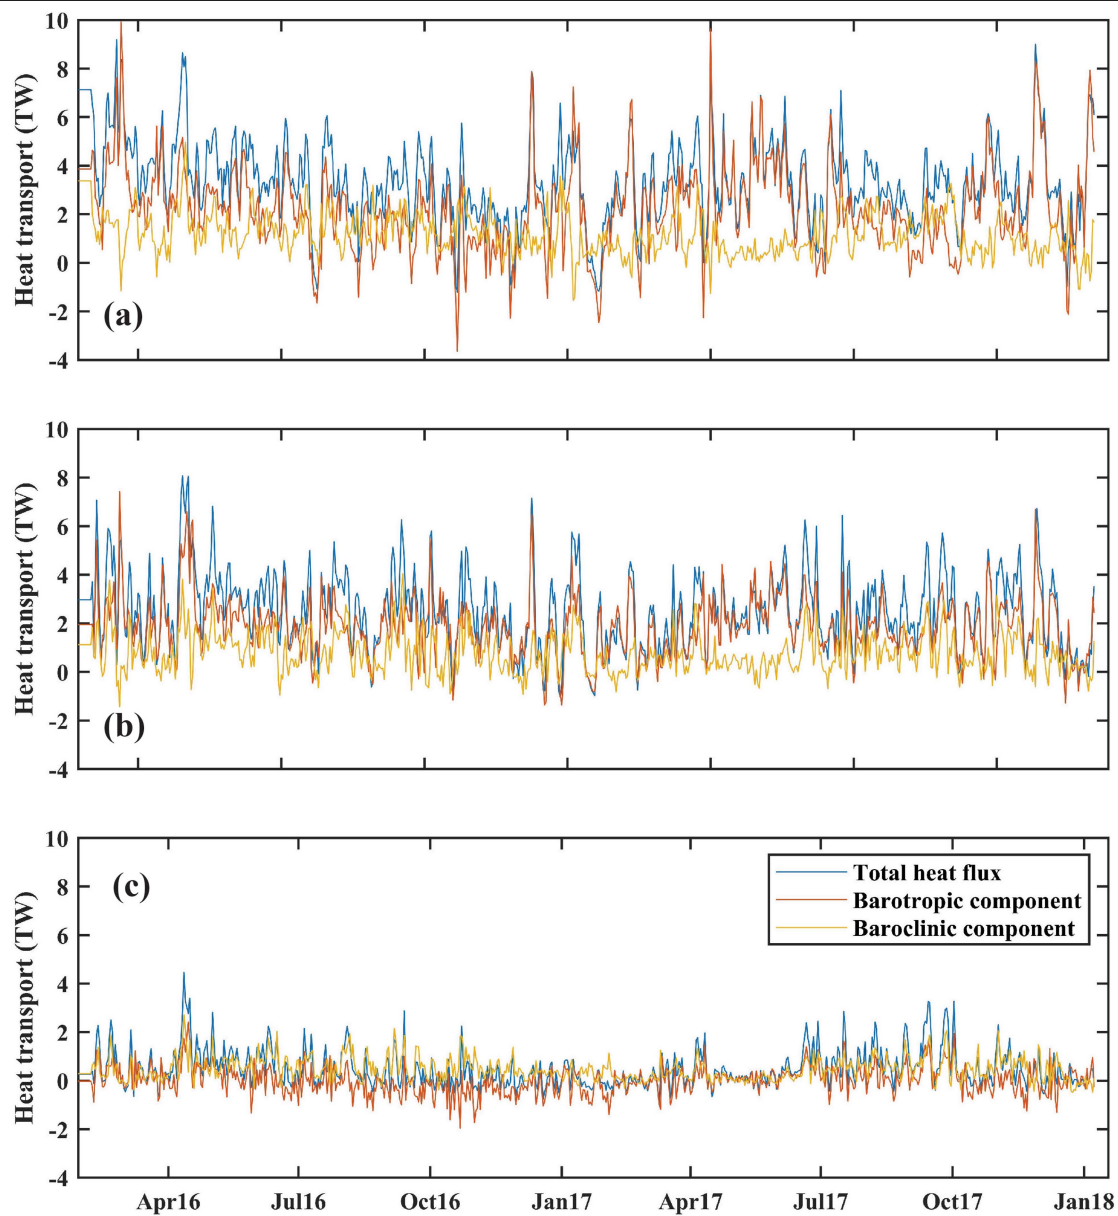 10
8
6
4
2
0
-2
-4
Heat transport (TW)
(a)
10
8
6
4
2
0
-2
-4
Heat transport (TW)
(b)
10
8
6
4
2
0
-2
-4
Heat transport (TW)
(c)
Total heat flux
Barotropic component
Baroclinic component
Apr16 Jul16 Oct16 Jan17 Apr17 Jul17 Oct17 Jan18